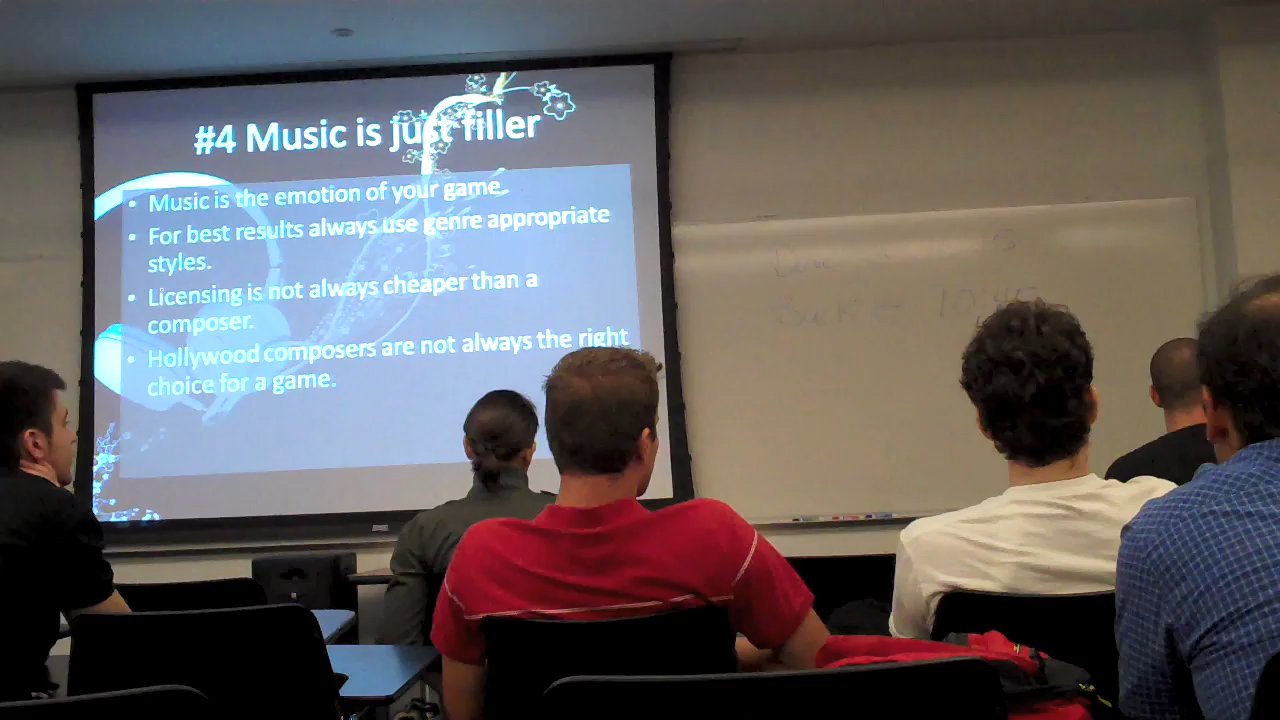 #4 Music is just filler
• Music is the emotion of your game.
• For best results always use genre appropriate
styles.
• Licensing is not always cheaper than a
composer.
• Hollywood composers are not always the right
choice for a game.